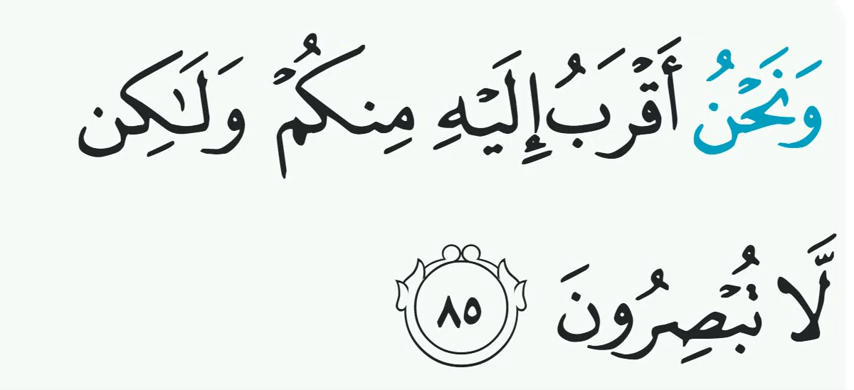 وَنَحْنُ أَقْرَبُ إِلَيْهِ مِنكُمْ وَلَـٰكِن
لَّا تُبْصِرُونَ ٨٥